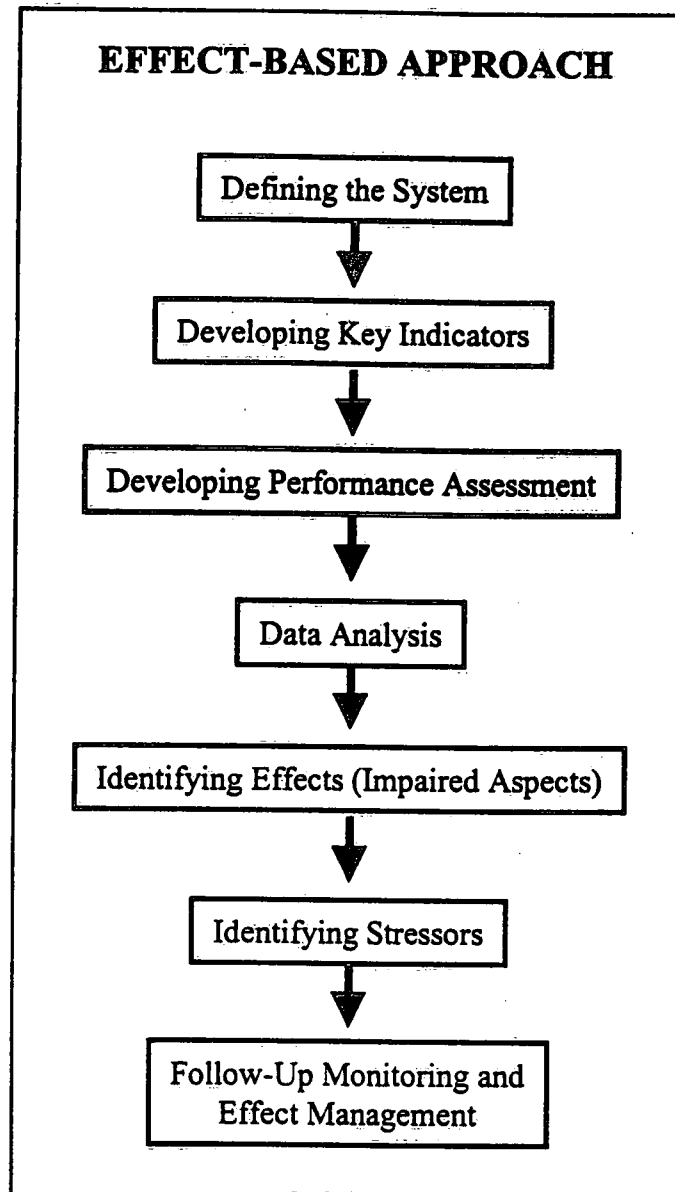 EFFECT-BASED APPROACH
Defining the System
Developing Key Indicators
Developing Performance Assessment
Data Analysis
Identifying Effects (Impaired Aspects)
Identifying Stressors
Follow-Up Monitoring and
Effect Management